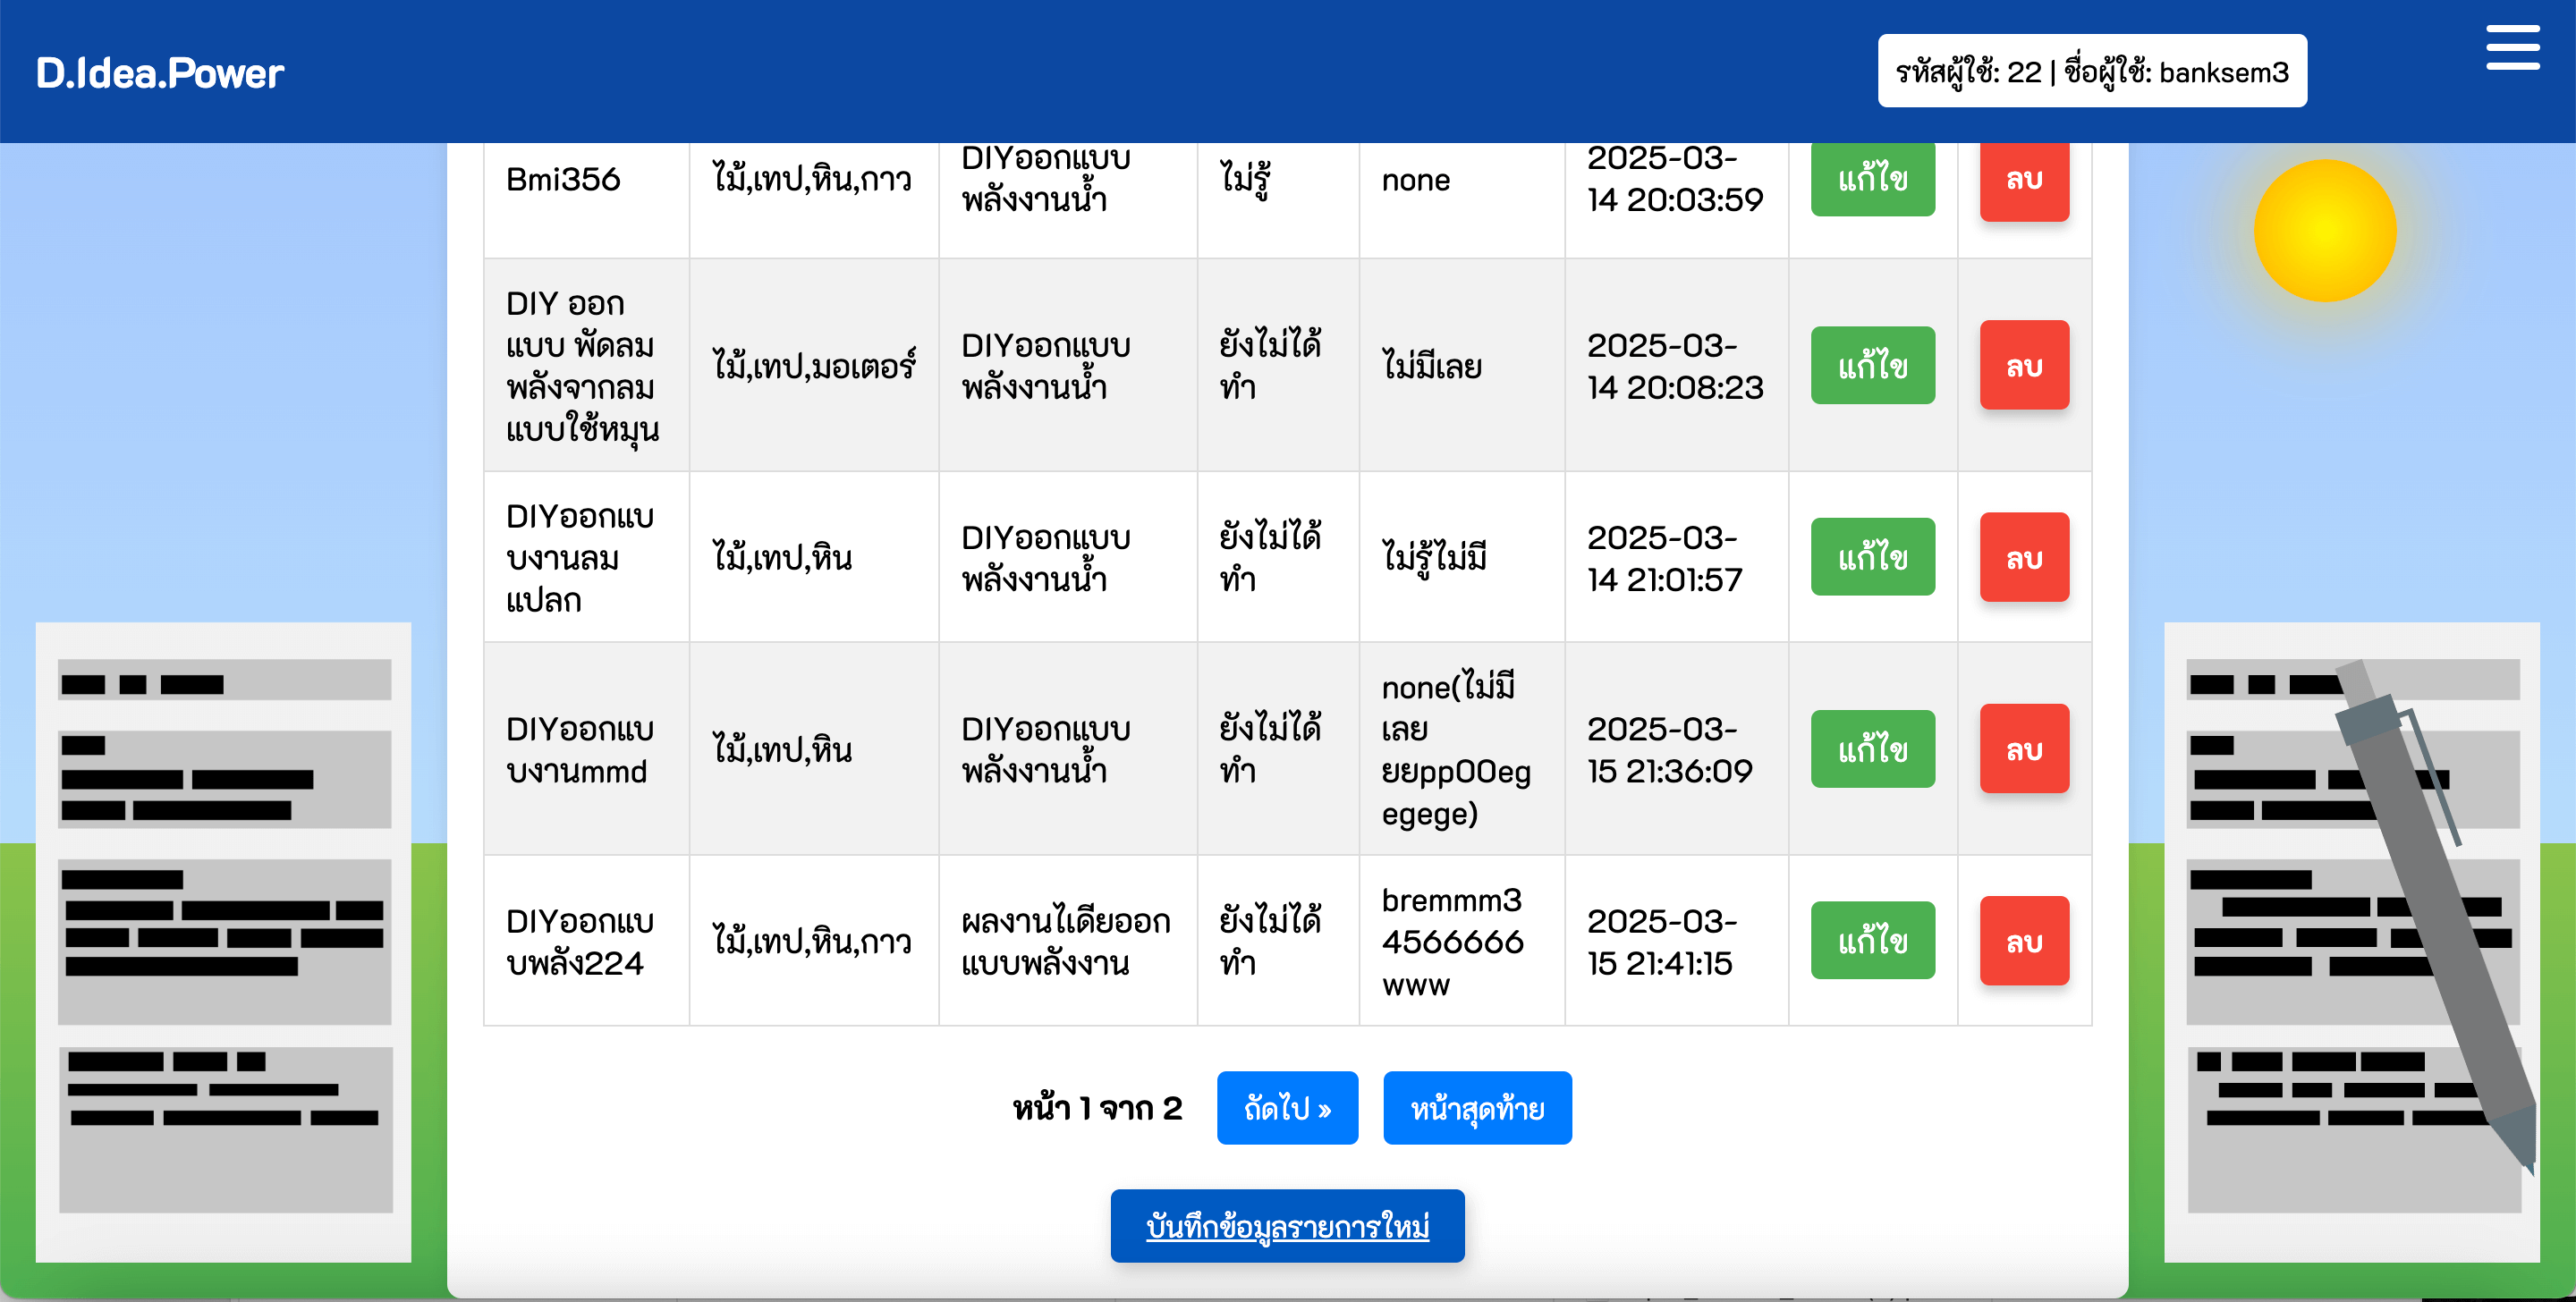 D.Idea.Power
รหัสผู้ใช้: 22 | ชื่อผู้ใช้: banksem3
Bmi356
ไม้,เทป,หิน,กาว
DIYออกแบบ
พลังงานน้ำ
ไม่รู้
none
2025-03-
14 20:03:59
แก้ไข
ลบ
DIY ออก
แบบ พัดลม
พลังจากลม
แบบใช้หมุน
ไม้,เทป,มอเตอร์
DIYออกแบบ
พลังงานน้ำ
ยังไม่ได้
ทำ
ไม่มีเลย
2025-03-
14 20:08:23
แก้ไข
ลบ
DIYออกแบ
บงานลม
แปลก
ไม้,เทป,หิน
DIYออกแบบ
พลังงานน้ำ
ยังไม่ได้
ทำ
ไม่รู้ไม่มี
2025-03-
14 21:01:57
แก้ไข
ลบ
DIYออกแบ
บงานmmd
ไม้,เทป,หิน
DIYออกแบบ
พลังงานน้ำ
ยังไม่ได้
ทำ
none(ไม่มี
เลย
ยยppOOeg
egege)
2025-03-
15 21:36:09
แก้ไข
ลบ
DIYออกแบ
บพลัง224
ไม้,เทป,หิน,กาว
ผลงานไเดียออก
แบบพลังงาน
ยังไม่ได้
ทำ
bremmm3
4566666
www
2025-03-
15 21:41:15
แก้ไข
ลบ
หน้า 1 จาก 2
ถัดไป »
หน้าสุดท้าย
บันทึกข้อมูลรายการใหม่